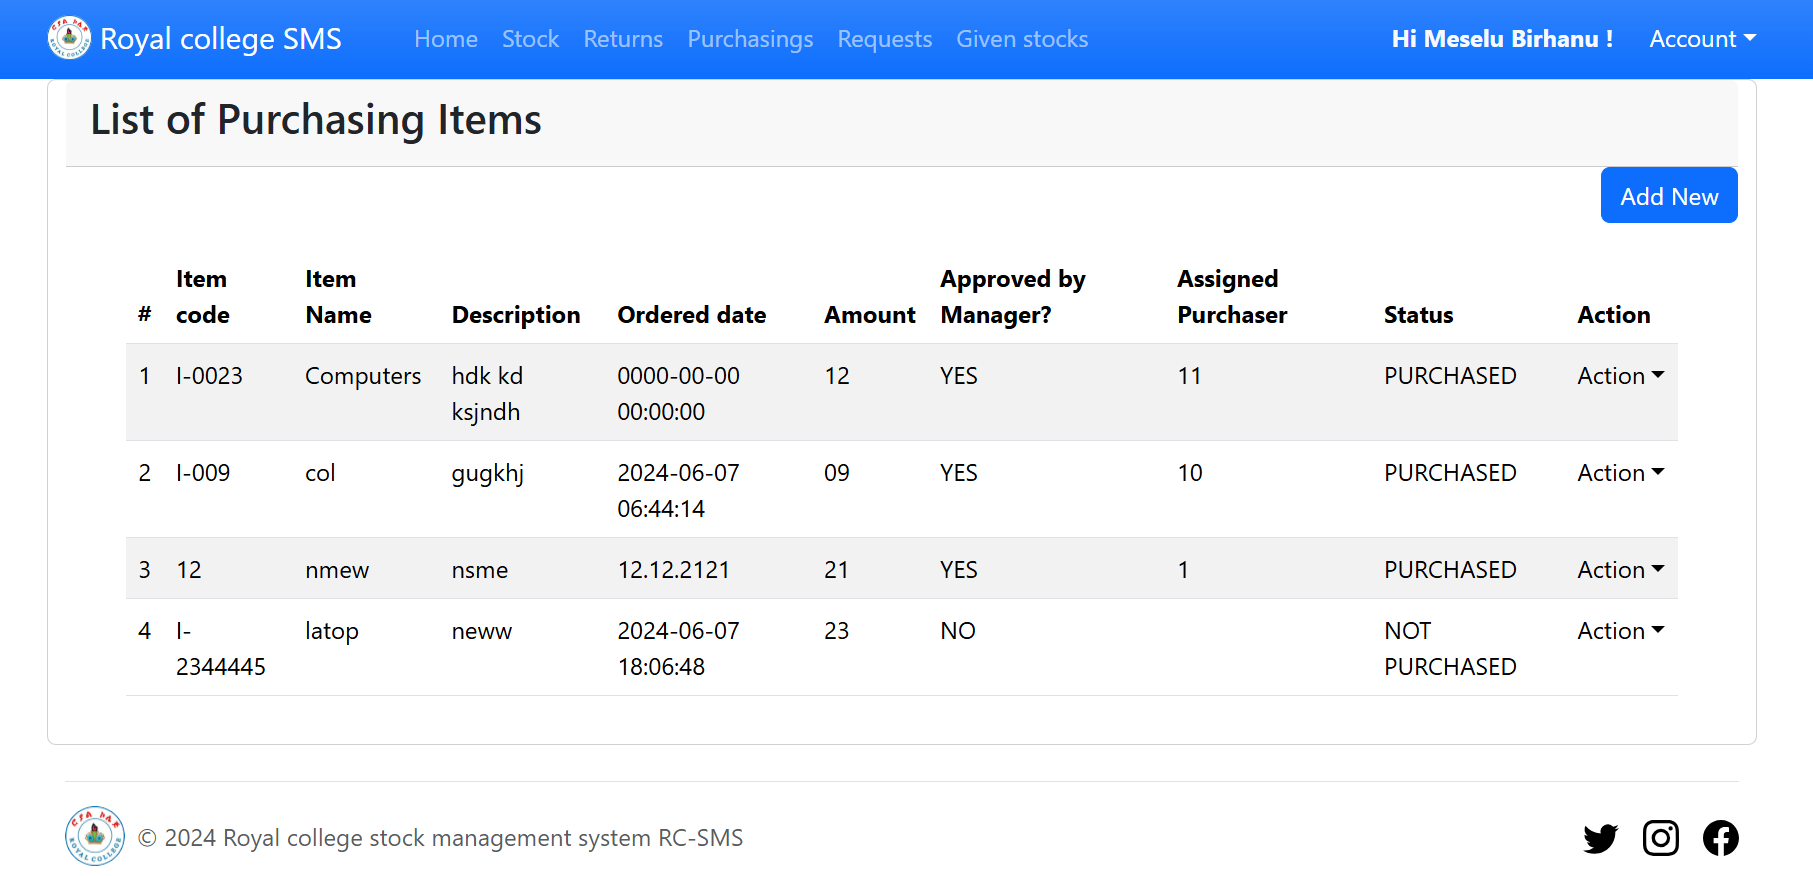 Royal college SMS Home Stock Returns Purchasings Requests Given stocks Hi Meselu Birhanu ! Account
List of Purchasing Items
Add New
# Item code Item Name Description Ordered date Amount Approved by Manager? Assigned Purchaser Status Action
1 I-0023 Computers hdk kd ksjndh 0000-00-00 00:00:00 12 YES 11 PURCHASED Action
2 I-009 col gugkhj 2024-06-07 06:44:14 09 YES 10 PURCHASED Action
3 12 nmew nsme 12.12.2121 21 YES 1 PURCHASED Action
4 I-2344445 latop neww 2024-06-07 18:06:48 23 NO NOT PURCHASED Action
ROYAL COLLEGE
© 2024 Royal college stock management system RC-SMS